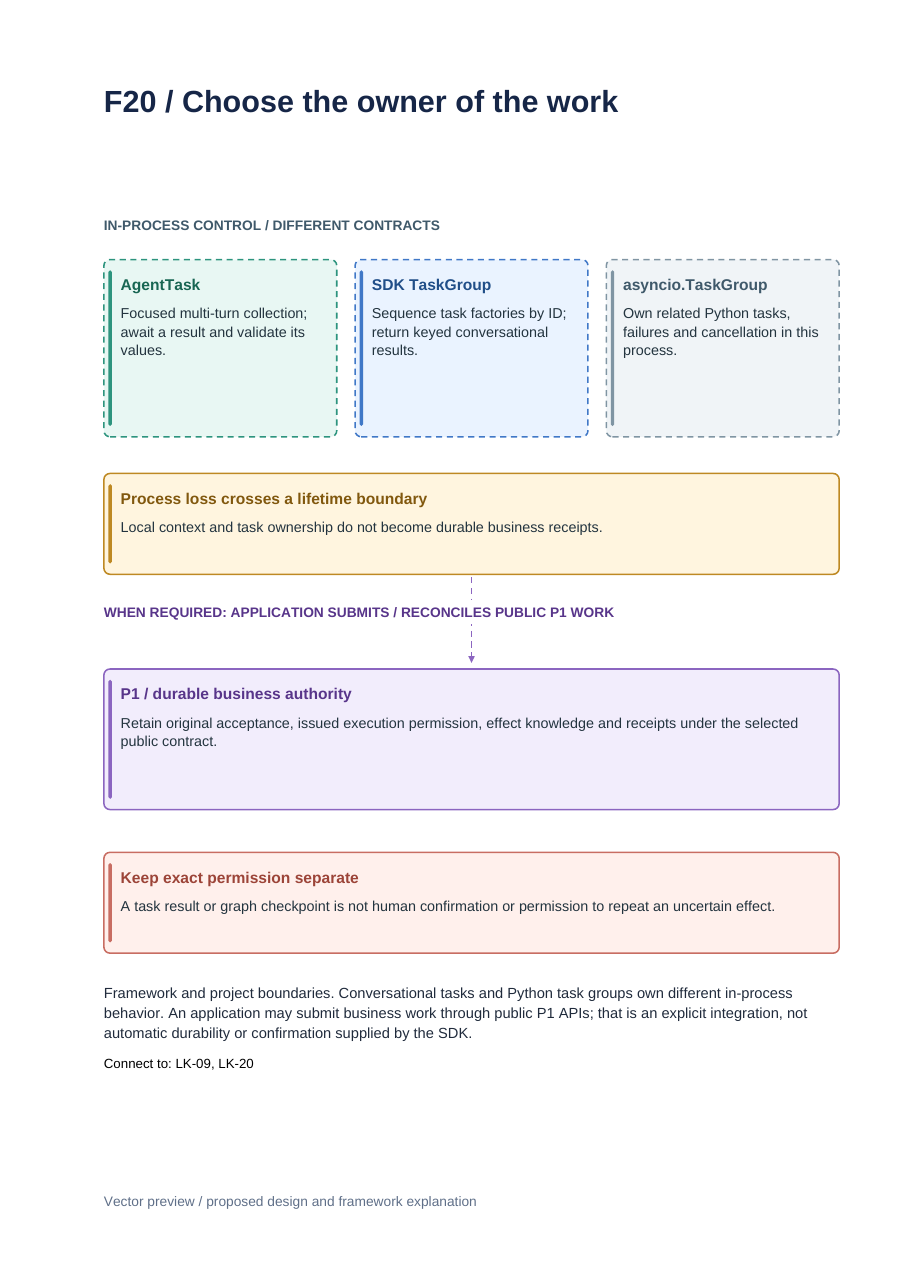 F20 / Choose the owner of the work
IN-PROCESS CONTROL / DIFFERENT CONTRACTS
AgentTask
Focused multi-turn collection;
await a result and validate its
values.
SDK TaskGroup
Sequence task factories by ID;
return keyed conversational
results.
asyncio.TaskGroup
Own related Python tasks,
failures and cancellation in this
process.
Process loss crosses a lifetime boundary
Local context and task ownership do not become durable business receipts.
WHEN REQUIRED: APPLICATION SUBMITS / RECONCILES PUBLIC P1 WORK
P1 / durable business authority
Retain original acceptance, issued execution permission, effect knowledge and receipts under the selected
public contract.
Keep exact permission separate
A task result or graph checkpoint is not human confirmation or permission to repeat an uncertain effect.
Framework and project boundaries. Conversational tasks and Python task groups own different in-process
behavior. An application may submit business work through public P1 APIs; that is an explicit integration, not
automatic durability or confirmation supplied by the SDK.
Connect to: LK-09, LK-20
Vector preview / proposed design and framework explanation